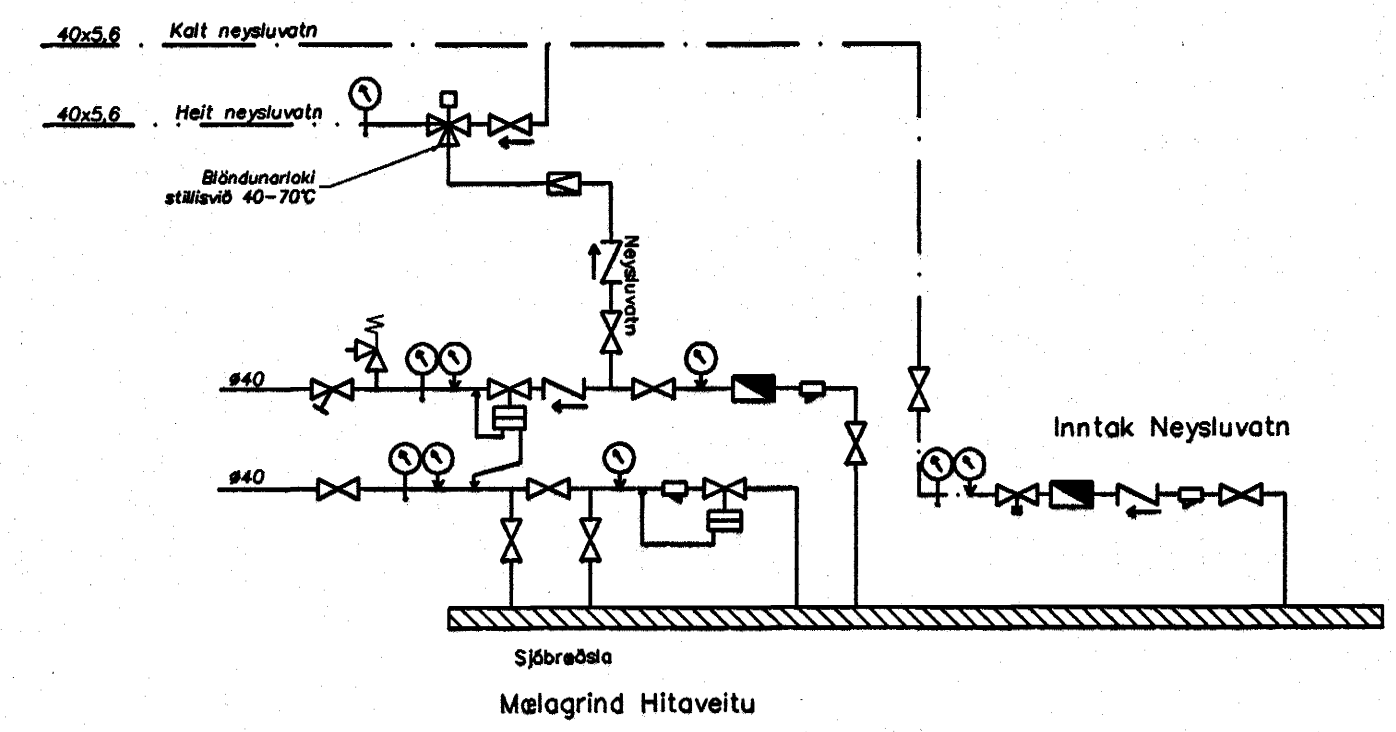 40x5,6 Kalt neysluvatn
40x5,6 Heit neysluvatn
Blöndunarloki
stillisvið 40-70°C
Neysluvatn
ø40
ø40
Inntak Neysluvatn
Sjóbræðsla
Mælagrind Hitaveitu